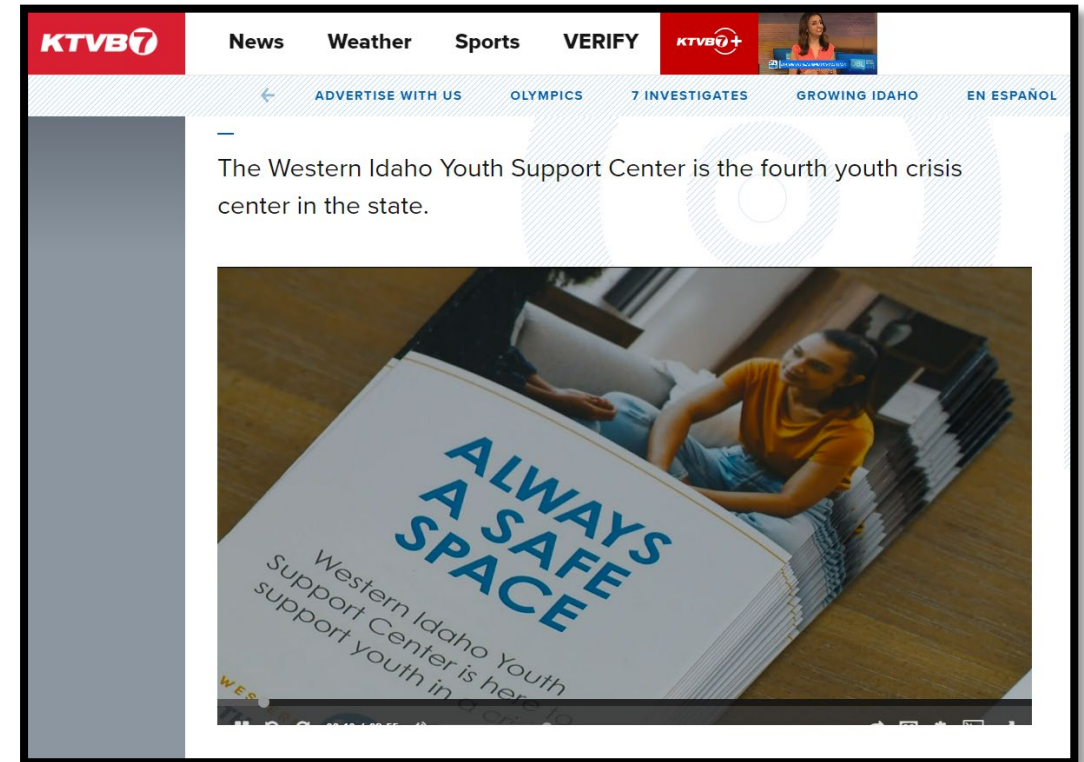 KTVB7
News Weather Sports VERIFY KTVB7+
ADVERTISE WITH US OLYMPICS 7 INVESTIGATES GROWING IDAHO EN ESPAÑOL
The Western Idaho Youth Support Center is the fourth youth crisis
center in the state.
ALWAYS
A SAFE
SPACE
Western Idaho Youth
Support Center is here to
support youth in a crisis
WES